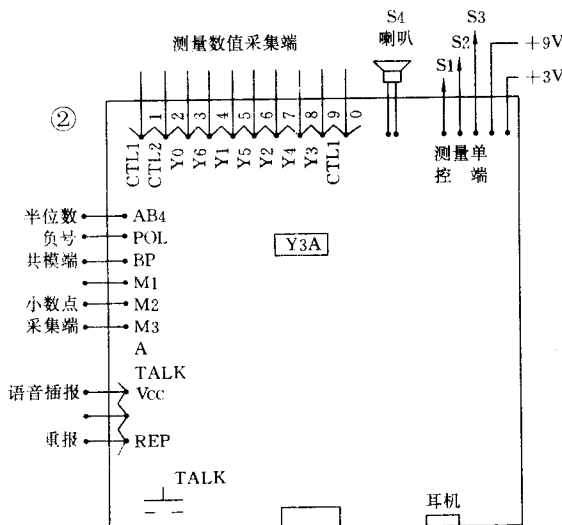 S4
喇叭
S3
S2
S1
+9V
+3V
测量数值采集端
②
1 2 3 4 5 6 7 8 9 0
CTL1 CTL2 Y0 Y6 Y1 Y5 Y2 Y4 Y3 CTL1
测量单
控 端
半位数 AB4
负号 POL
共模端 BP
M1
小数点 M2
采集端 M3
A
TALK
语音插报 Vcc
重报 REP
Y3A
TALK
耳机